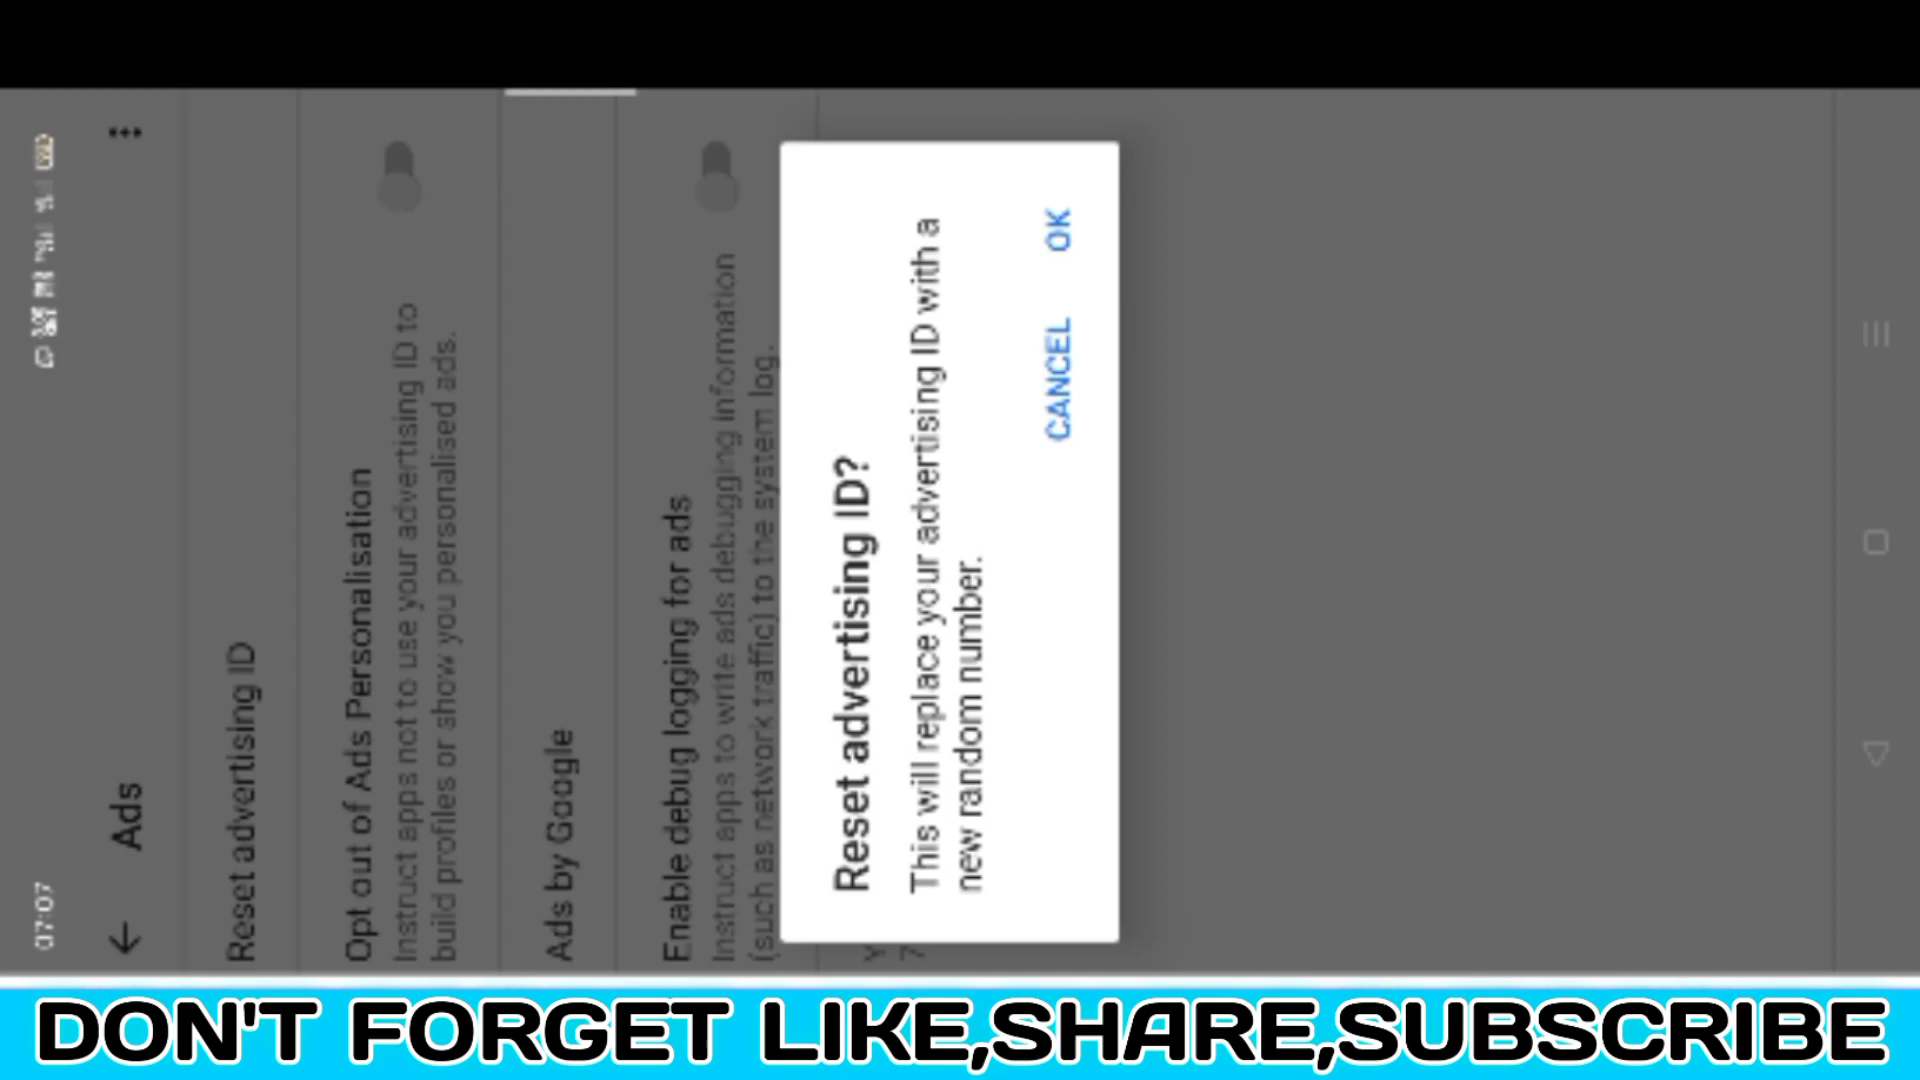 07:07
Ads
Reset advertising ID
Opt out of Ads Personalisation
Instruct apps not to use your advertising ID to
build profiles or show you personalised ads.
Ads by Google
Enable debug logging for ads
Instruct apps to write ads debugging information
(such as network traffic) to the system log.
Y
7
Reset advertising ID?
This will replace your advertising ID with a
new random number.
CANCEL OK
DON'T FORGET LIKE,SHARE,SUBSCRIBE